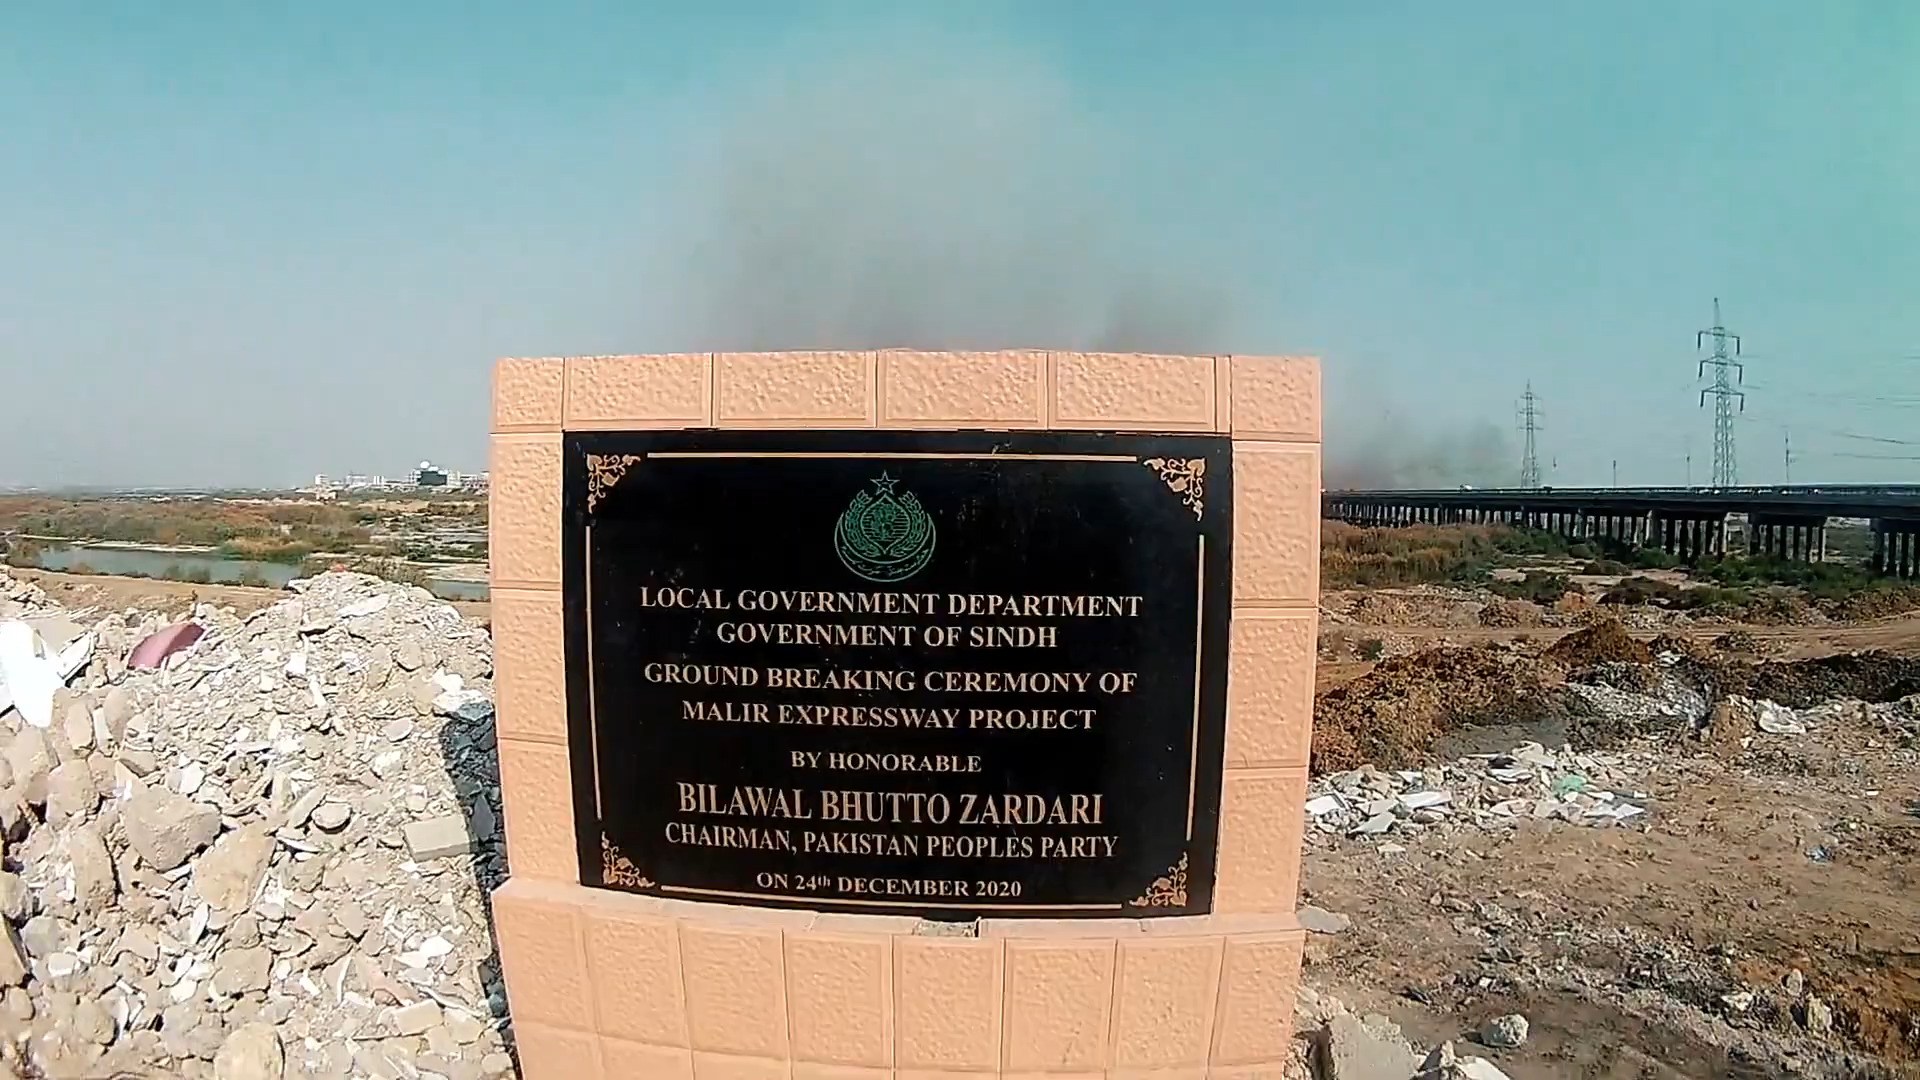 LOCAL GOVERNMENT DEPARTMENT
GOVERNMENT OF SINDH
GROUND BREAKING CEREMONY OF
MALIR EXPRESSWAY PROJECT
BY HONORABLE
BILAWAL BHUTTO ZARDARI
CHAIRMAN, PAKISTAN PEOPLES PARTY
ON 24th DECEMBER 2020